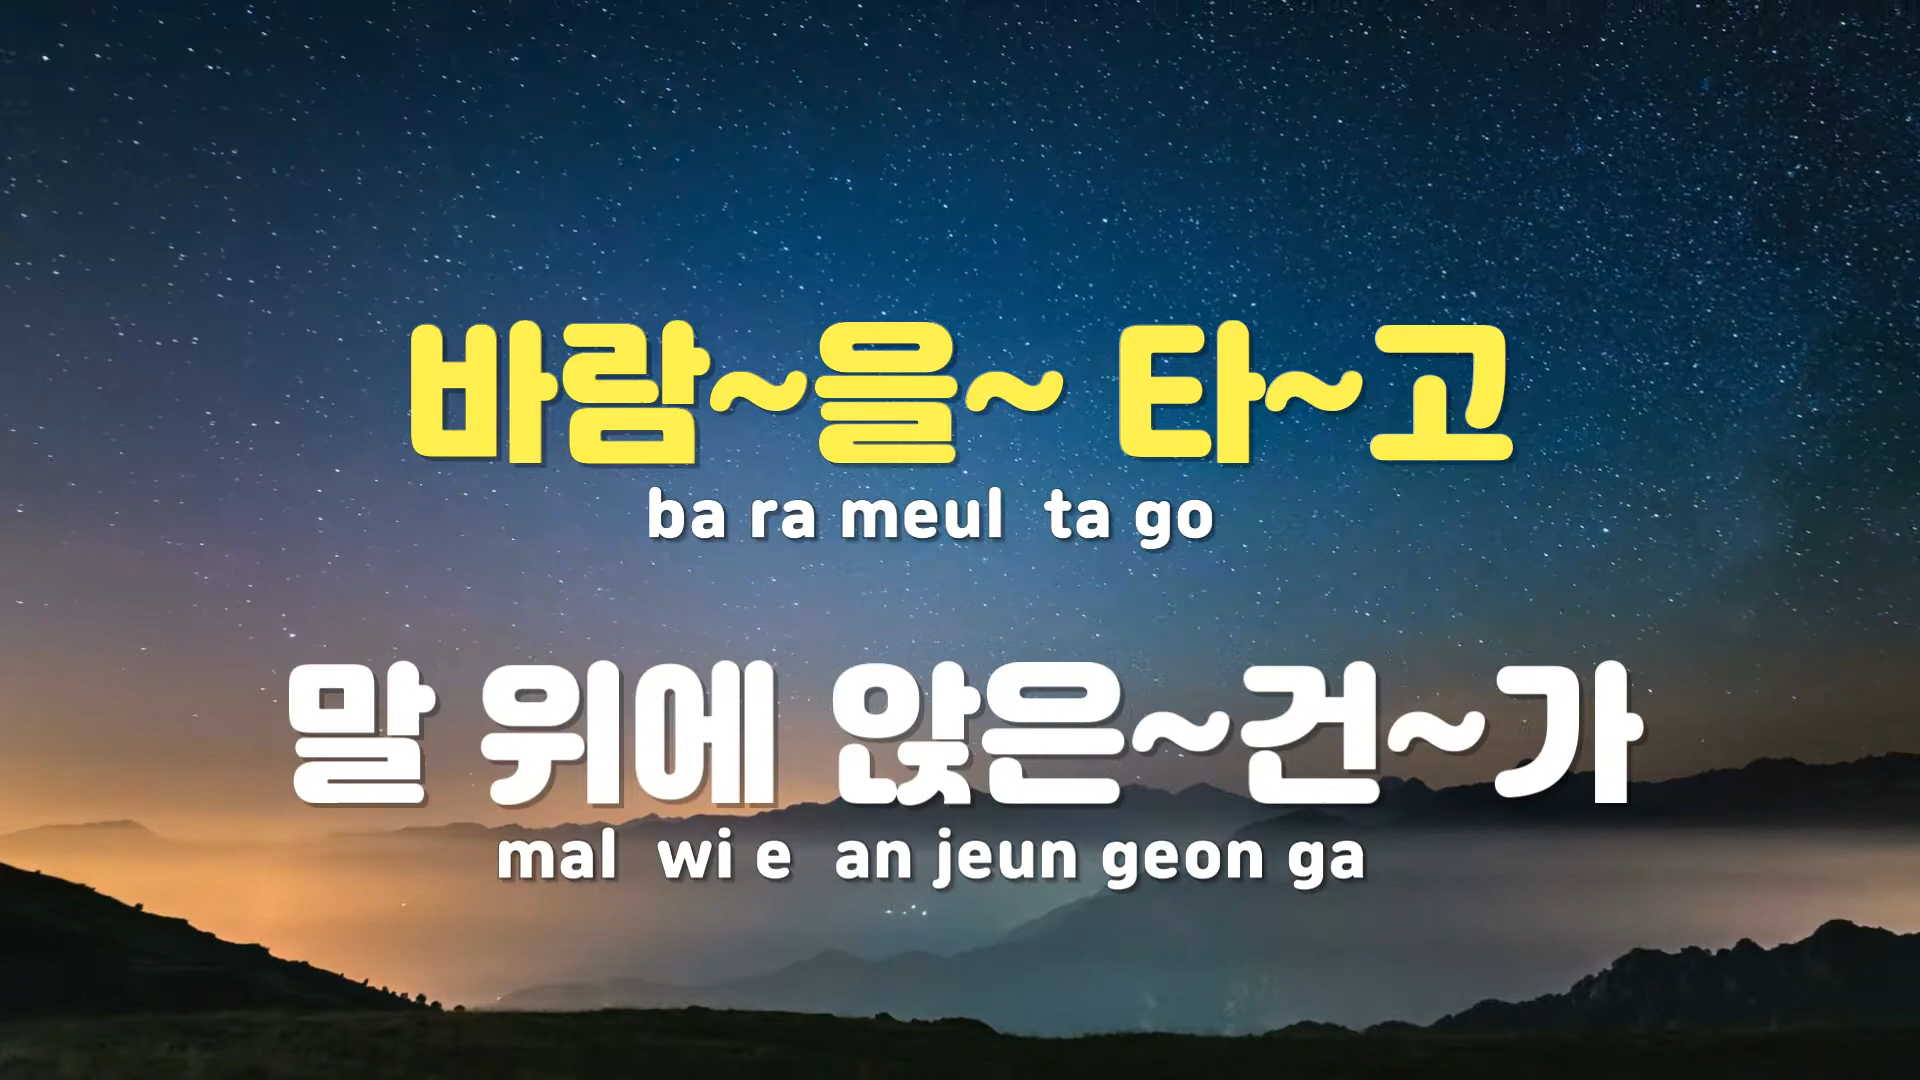 바람~을~ 타~고
ba ra meul ta go
말 위에 앉은~건~가
mal wi e an jeun geon ga